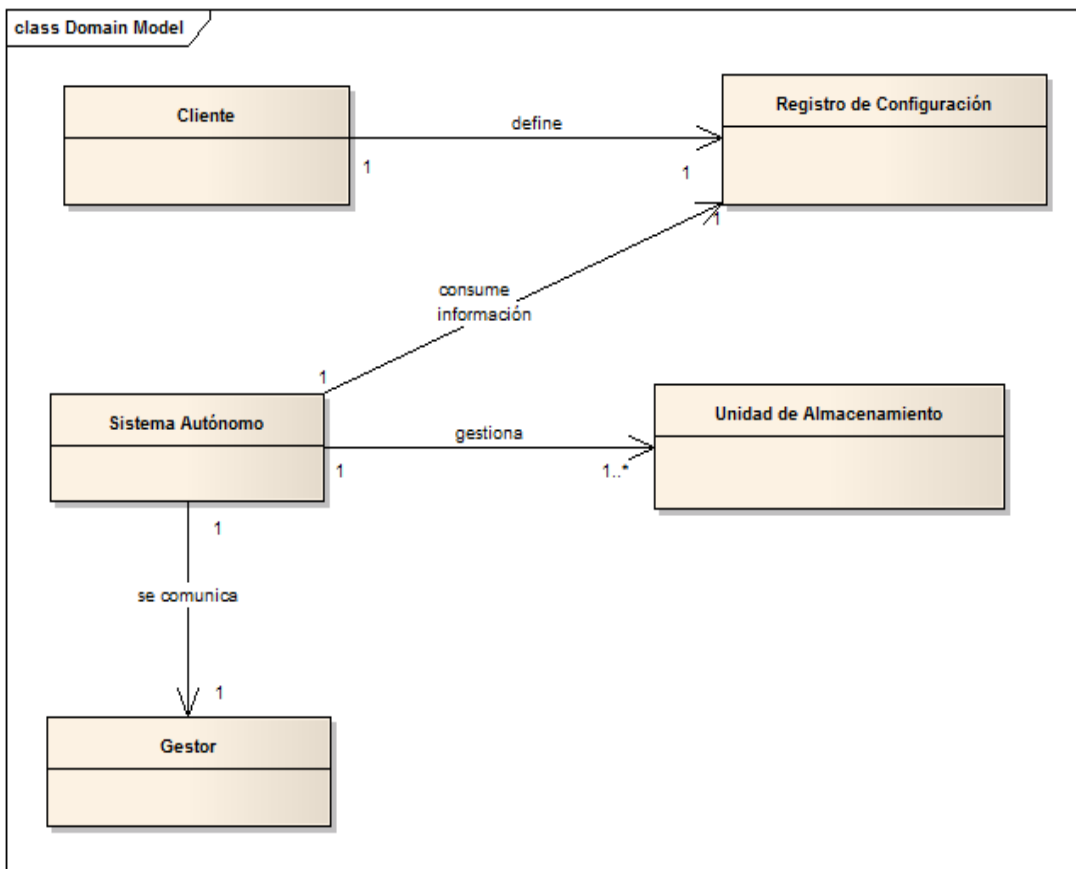 class Domain Model
Cliente
Registro de Configuración
define
1
1
1
consume
información
1
Sistema Autónomo
Unidad de Almacenamiento
gestiona
1
1..*
1
se comunica
1
Gestor